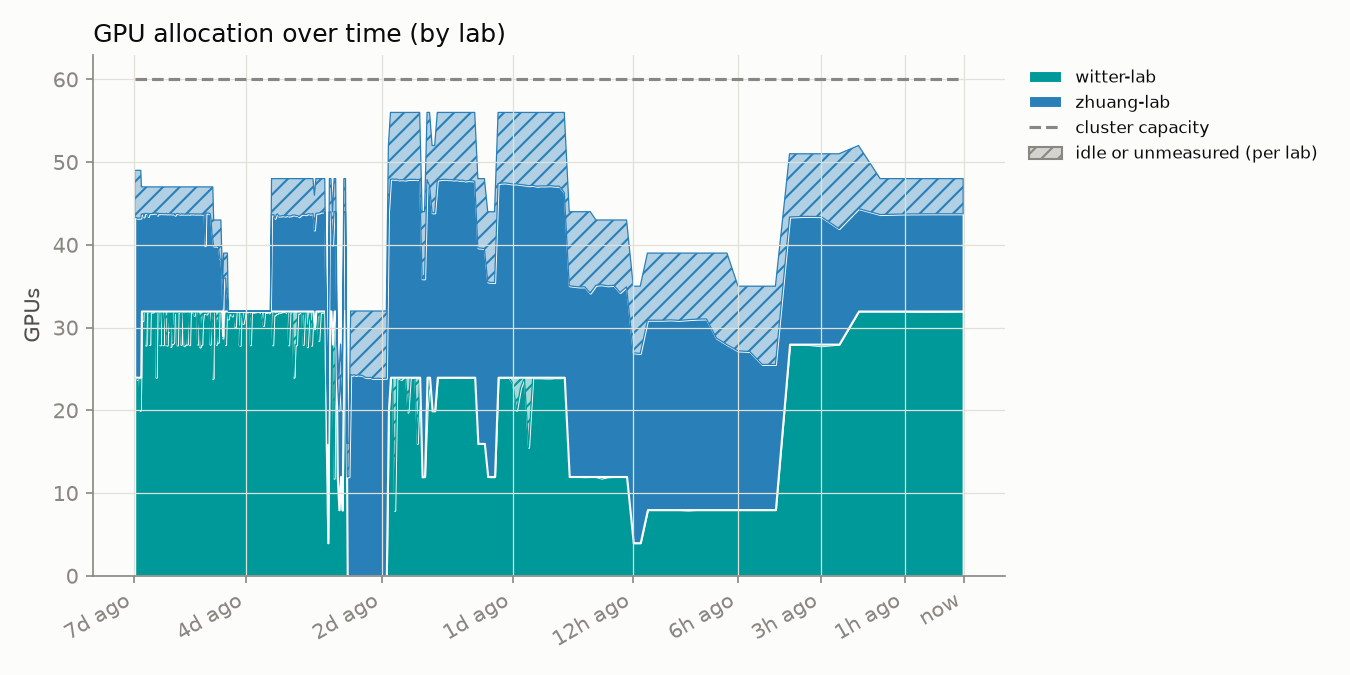 GPU allocation over time (by lab)
GPUs
60
50
40
30
20
10
0
7d ago
4d ago
2d ago
1d ago
12h ago
6h ago
3h ago
1h ago
now
witter-lab
zhuang-lab
cluster capacity
idle or unmeasured (per lab)